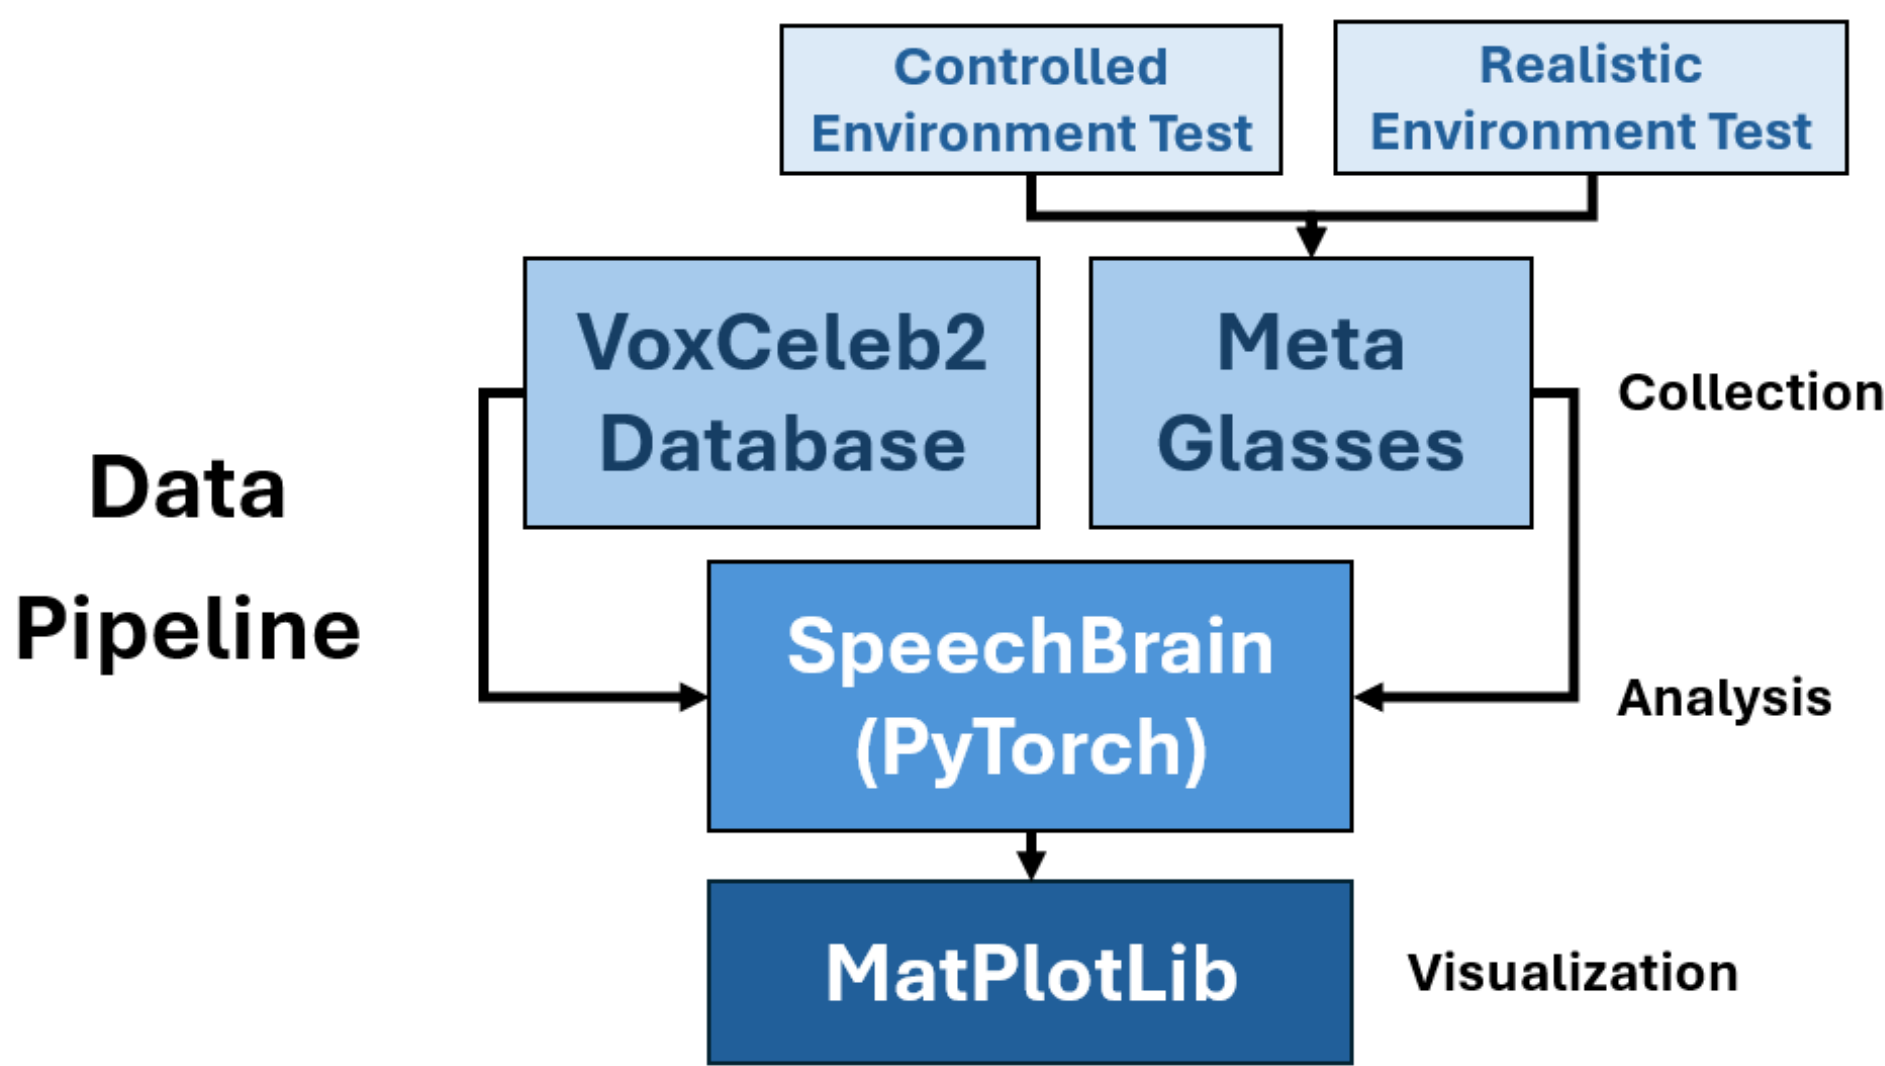 Controlled
Environment Test
Realistic
Environment Test
VoxCeleb2
Database
Meta
Glasses
Collection
Data
Pipeline
SpeechBrain
(PyTorch)
Analysis
MatPlotLib
Visualization